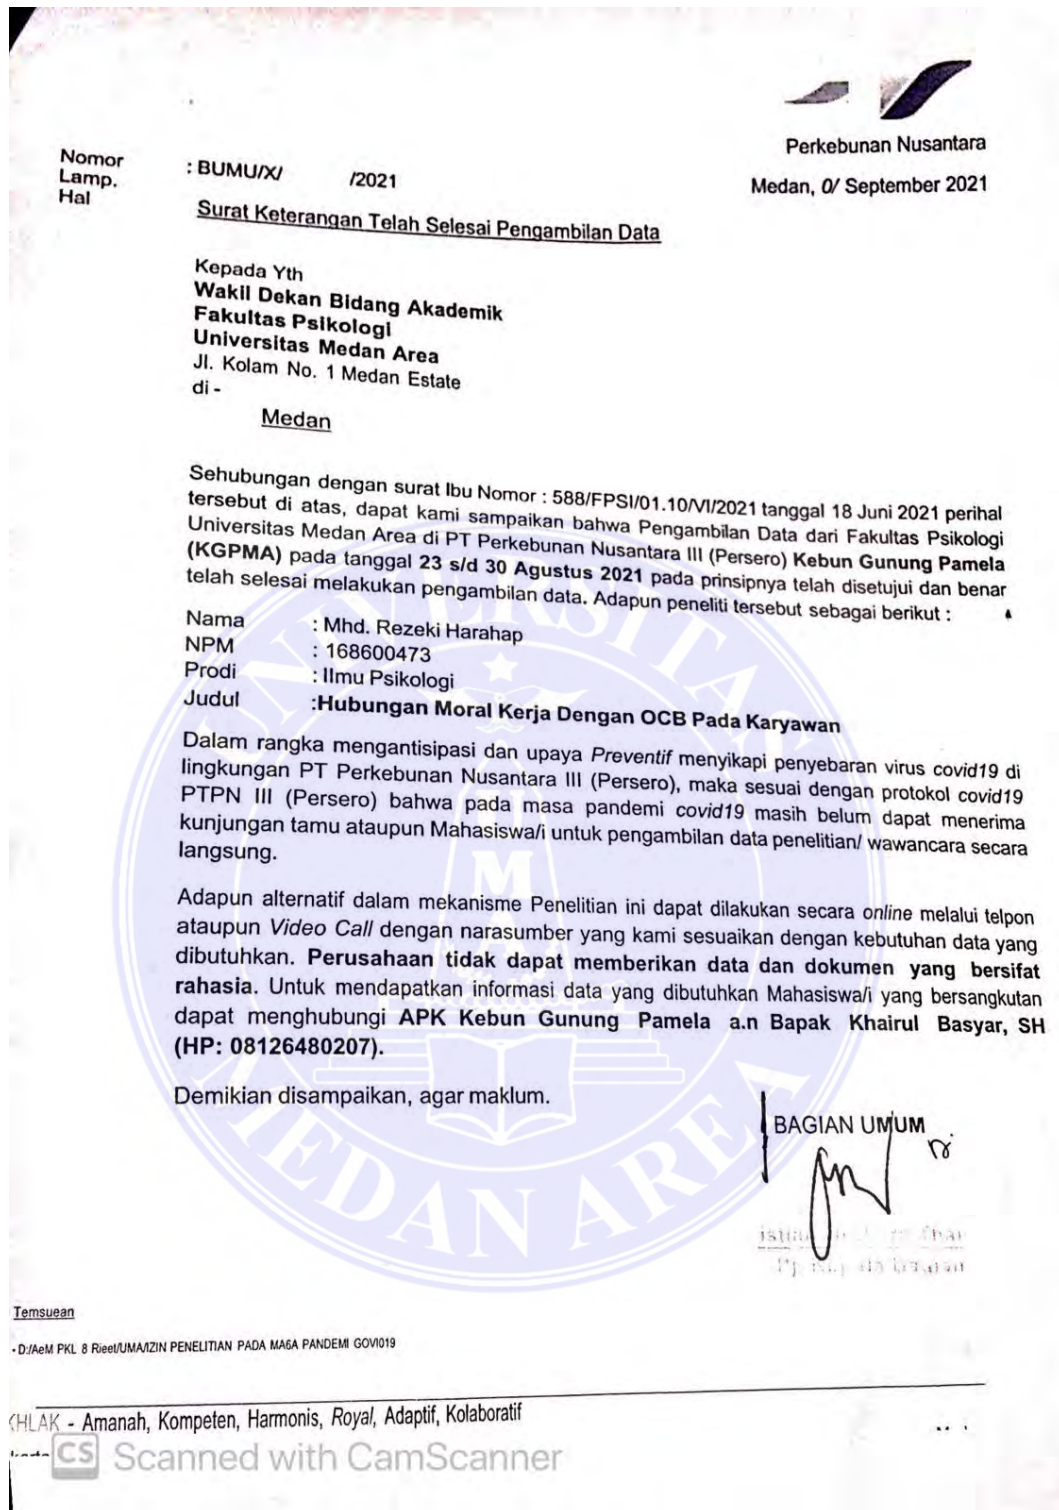 Perkebunan Nusantara
Nomor : BUMU/X/ /2021
Medan, 0/ September 2021
Lamp.
Hal
Surat Keterangan Telah Selesai Pengambilan Data
Kepada Yth
Wakil Dekan Bidang Akademik
Fakultas Psikologi
Universitas Medan Area
Jl. Kolam No. 1 Medan Estate
di -
Medan
Sehubungan dengan surat Ibu Nomor : 588/FPSI/01.10/VI/2021 tanggal 18 Juni 2021 perihal
tersebut di atas, dapat kami sampaikan bahwa Pengambilan Data dari Fakultas Psikologi
Universitas Medan Area di PT Perkebunan Nusantara III (Persero) Kebun Gunung Pamela
(KGPMA) pada tanggal 23 s/d 30 Agustus 2021 pada prinsipnya telah disetujui dan benar
telah selesai melakukan pengambilan data. Adapun peneliti tersebut sebagai berikut :
Nama : Mhd. Rezeki Harahap
NPM : 168600473
Prodi : Ilmu Psikologi
Judul :Hubungan Moral Kerja Dengan OCB Pada Karyawan
Dalam rangka mengantisipasi dan upaya Preventif menyikapi penyebaran virus covid19 di
lingkungan PT Perkebunan Nusantara III (Persero), maka sesuai dengan protokol covid19
PTPN III (Persero) bahwa pada masa pandemi covid19 masih belum dapat menerima
kunjungan tamu ataupun Mahasiswa/i untuk pengambilan data penelitian/ wawancara secara
langsung.
Adapun alternatif dalam mekanisme Penelitian ini dapat dilakukan secara online melalui telpon
ataupun Video Call dengan narasumber yang kami sesuaikan dengan kebutuhan data yang
dibutuhkan. Perusahaan tidak dapat memberikan data dan dokumen yang bersifat
rahasia. Untuk mendapatkan informasi data yang dibutuhkan Mahasiswa/i yang bersangkutan
dapat menghubungi APK Kebun Gunung Pamela a.n Bapak Khairul Basyar, SH
(HP: 08126480207).
Demikian disampaikan, agar maklum.
BAGIAN UMUM
UNIVERSITAS
UMA
MEDAN AREA
Temsuean
- D:/AeM PKL 8 Rieet/UMA/IZIN PENELITIAN PADA MA6A PANDEMI GOVI019
KHLAK - Amanah, Kompeten, Harmonis, Royal, Adaptif, Kolaboratif
CS Scanned with CamScanner